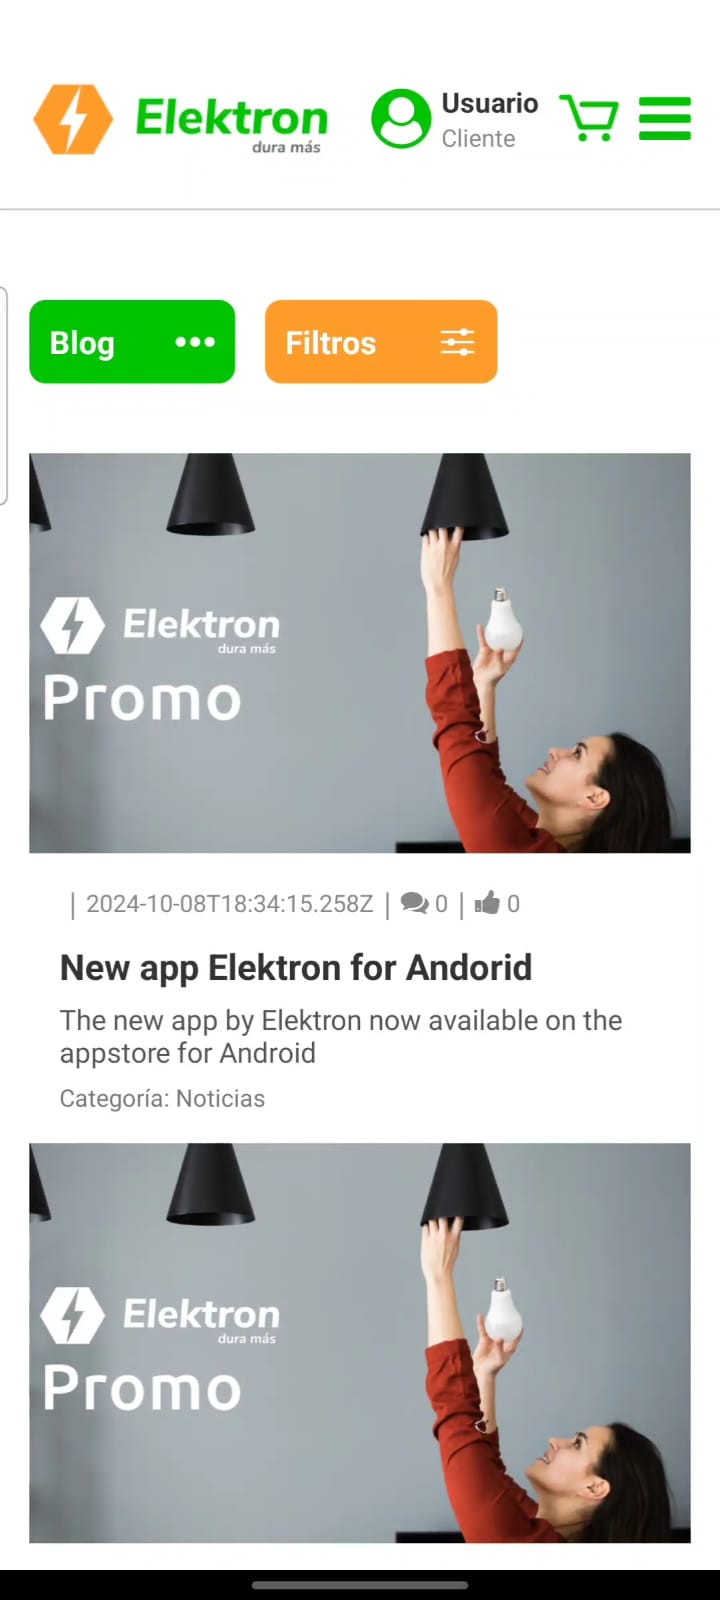 Elektron
dura más
Usuario
Cliente
Blog
Filtros
Elektron
dura más
Promo
| 2024-10-08T18:34:15.258Z | 0 | 0
New app Elektron for Andorid
The new app by Elektron now available on the
appstore for Android
Categoría: Noticias
Elektron
dura más
Promo